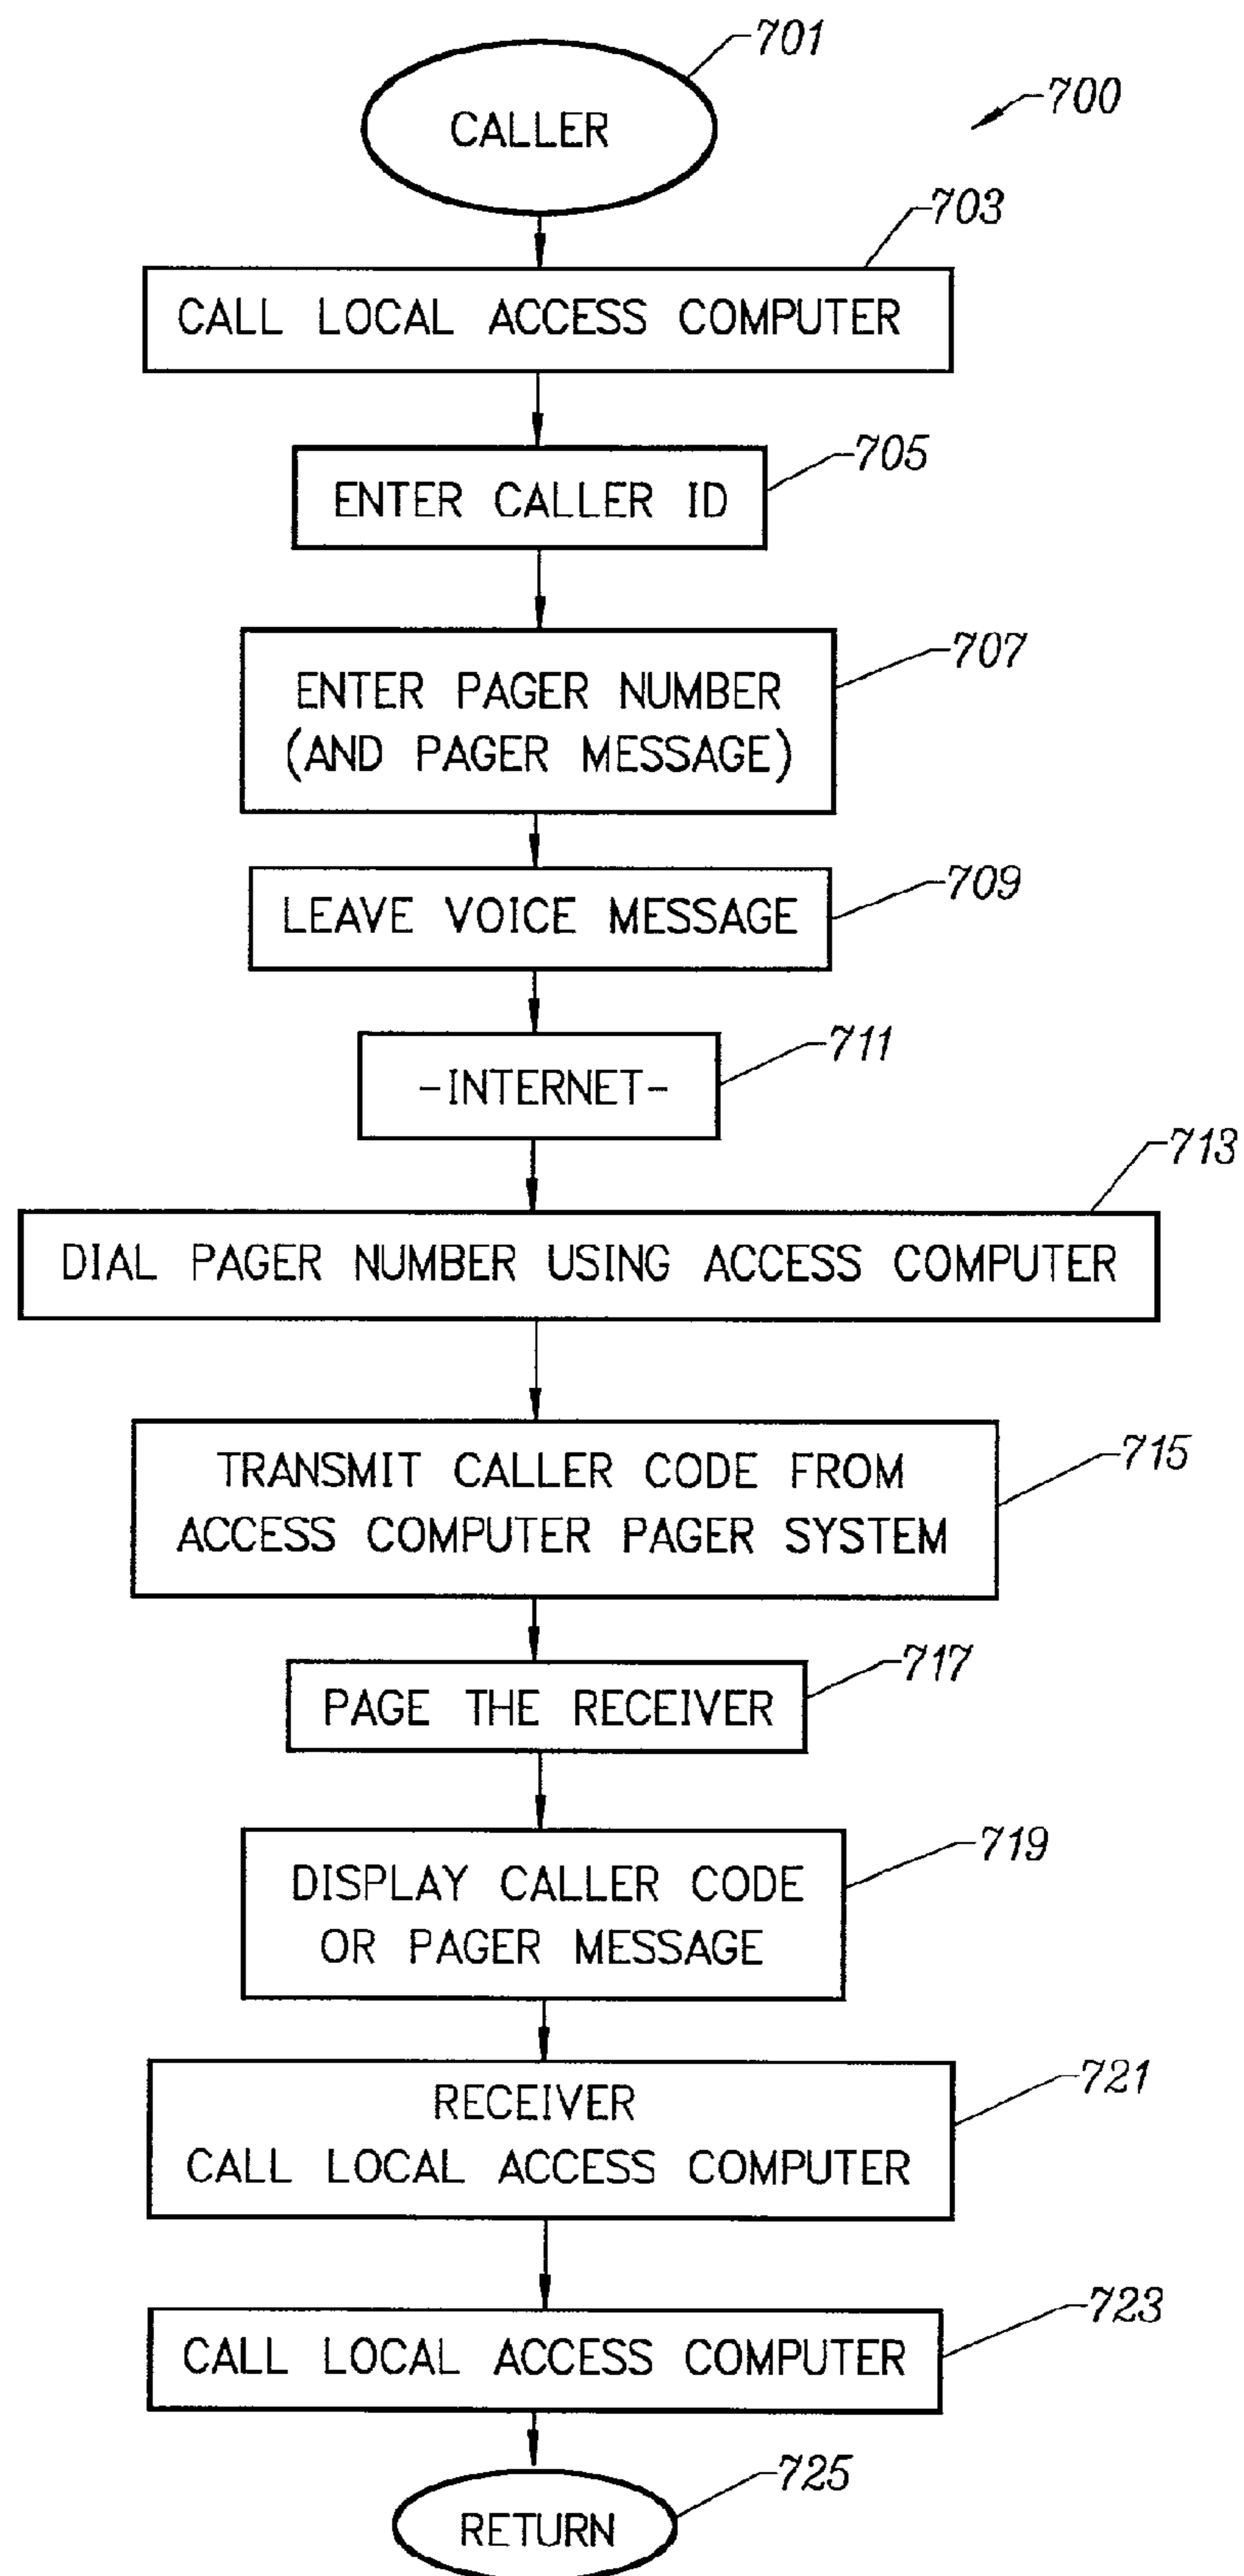 701
CALLER
700
703
CALL LOCAL ACCESS COMPUTER
705
ENTER CALLER ID
707
ENTER PAGER NUMBER
(AND PAGER MESSAGE)
709
LEAVE VOICE MESSAGE
711
-INTERNET-
713
DIAL PAGER NUMBER USING ACCESS COMPUTER
715
TRANSMIT CALLER CODE FROM
ACCESS COMPUTER PAGER SYSTEM
717
PAGE THE RECEIVER
719
DISPLAY CALLER CODE
OR PAGER MESSAGE
721
RECEIVER
CALL LOCAL ACCESS COMPUTER
723
CALL LOCAL ACCESS COMPUTER
725
RETURN